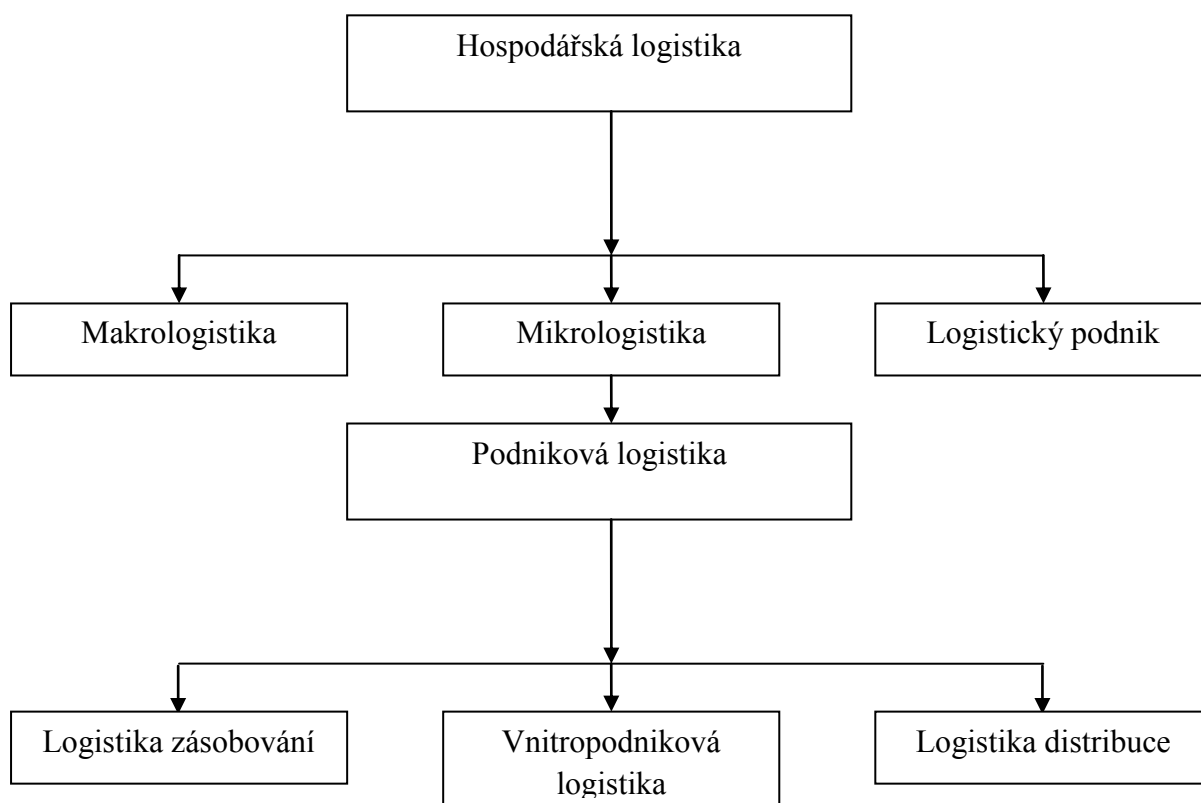 Hospodářská logistika
Makrologistika
Mikrologistika
Logistický podnik
Podniková logistika
Logistika zásobování
Vnitropodniková
logistika
Logistika distribuce